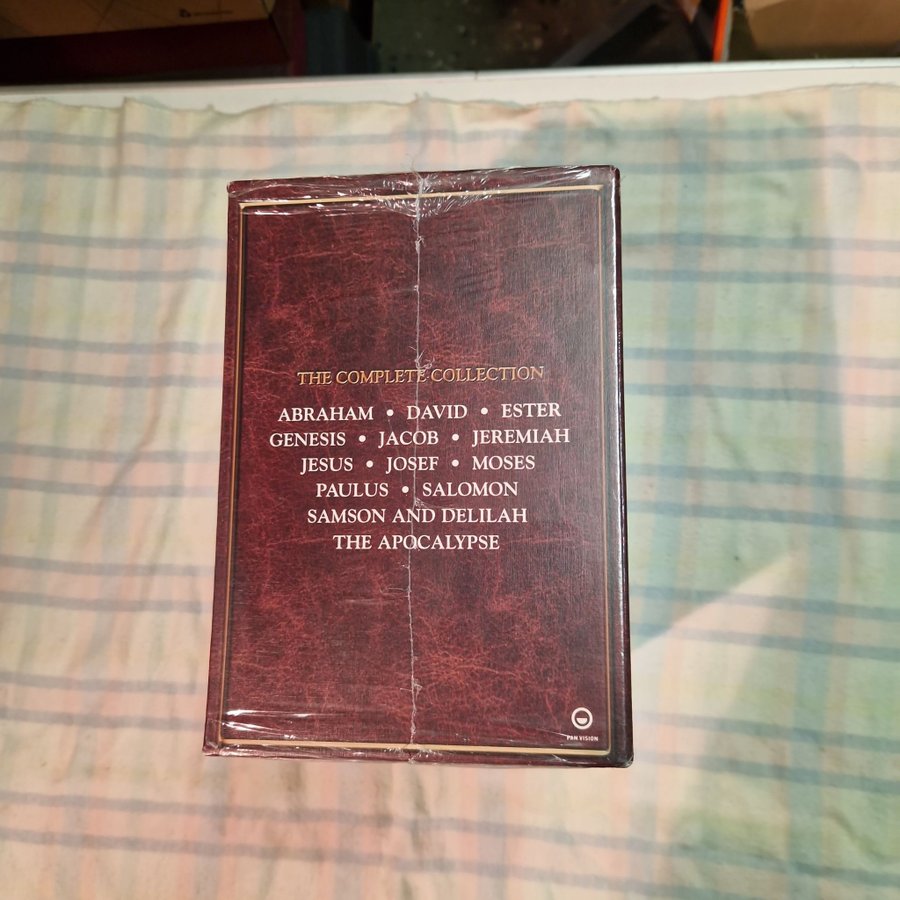 THE COMPLETE COLLECTION
ABRAHAM • DAVID • ESTER
GENESIS • JACOB • JEREMIAH
JESUS • JOSEF • MOSES
PAULUS • SALOMON
SAMSON AND DELILAH
THE APOCALYPSE
PAN VISION